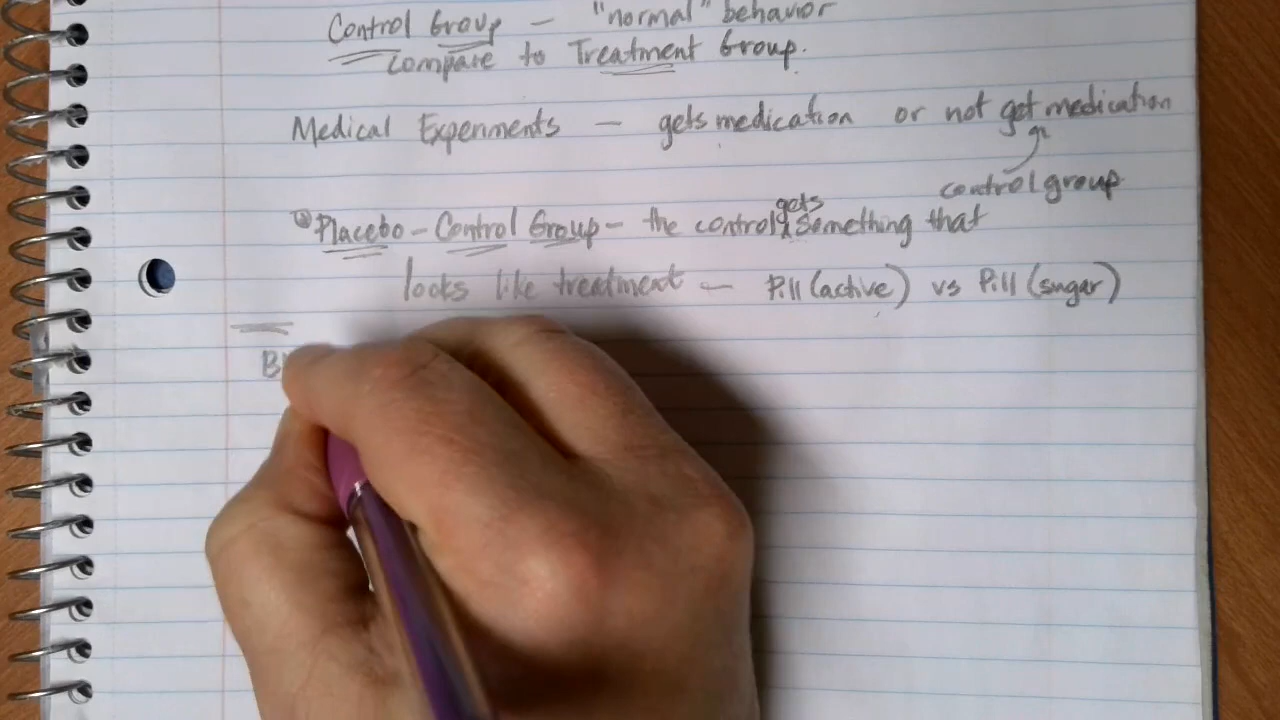 Control Group - "normal" behavior
compare to Treatment Group.
Medical Experiments - gets medication or not get medication
control group
Placebo - Control Group - the control gets something that
looks like treatment - Pill (active) vs Pill (sugar)